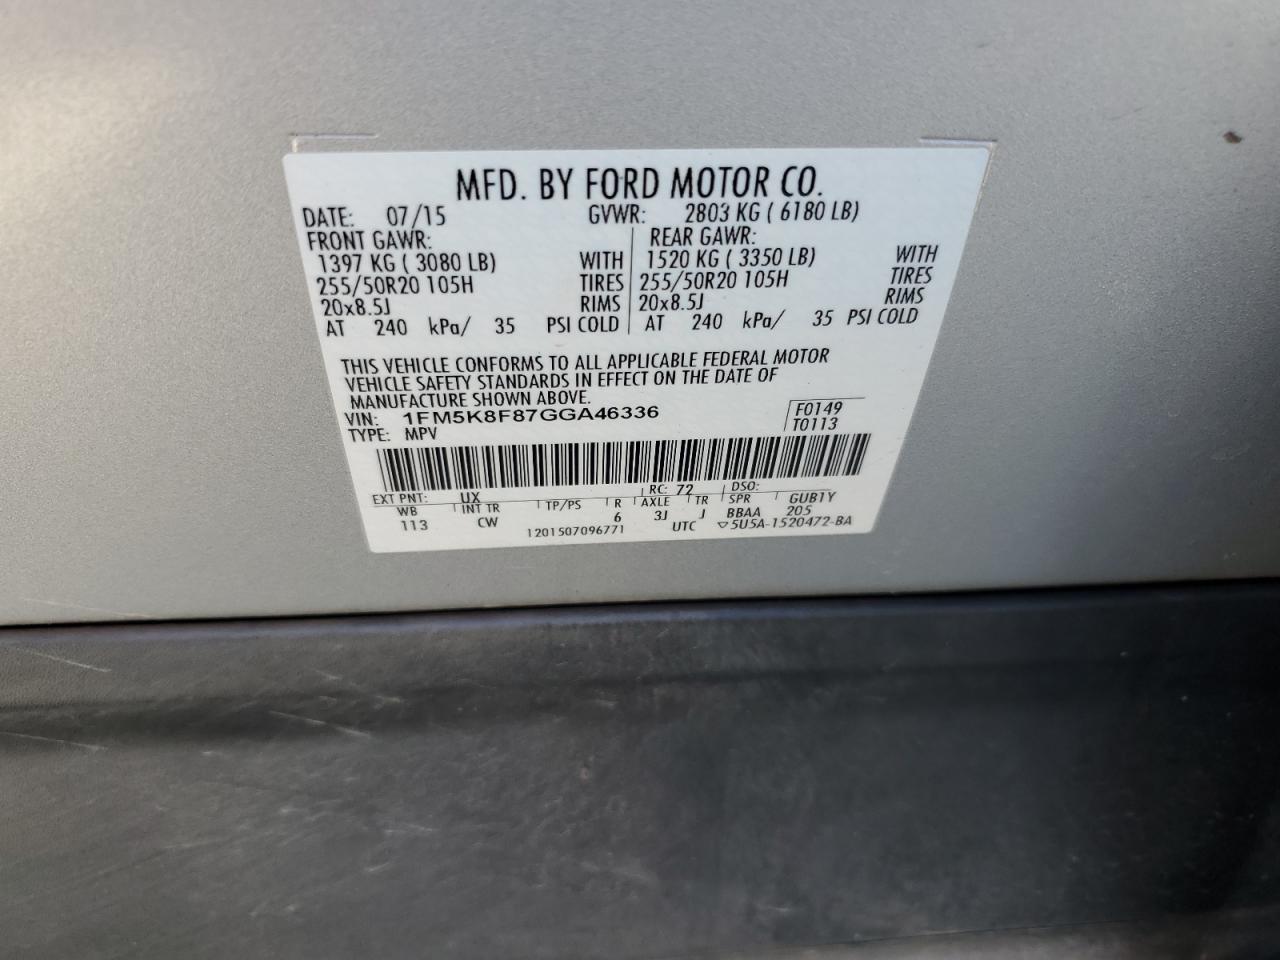 MFD. BY FORD MOTOR CO.
DATE: 07/15 GVWR: 2803 KG ( 6180 LB)
FRONT GAWR: REAR GAWR:
1397 KG ( 3080 LB) WITH 1520 KG ( 3350 LB) WITH
255/50R20 105H TIRES 255/50R20 105H TIRES
20x8.5J RIMS 20x8.5J RIMS
AT 240 kPa/ 35 PSI COLD AT 240 kPa/ 35 PSI COLD
THIS VEHICLE CONFORMS TO ALL APPLICABLE FEDERAL MOTOR
VEHICLE SAFETY STANDARDS IN EFFECT ON THE DATE OF
MANUFACTURE SHOWN ABOVE.
VIN: 1FM5K8F87GGA46336 F0149
TYPE: MPV T0113
EXT PNT: UX RC: 72 DSO:
WB INT TR TP/PS R AXLE TR SPR GUB1Y
113 CW 6 3J J BBAA 205
1201507096771 UTC ▽5U5A-1520472-BA